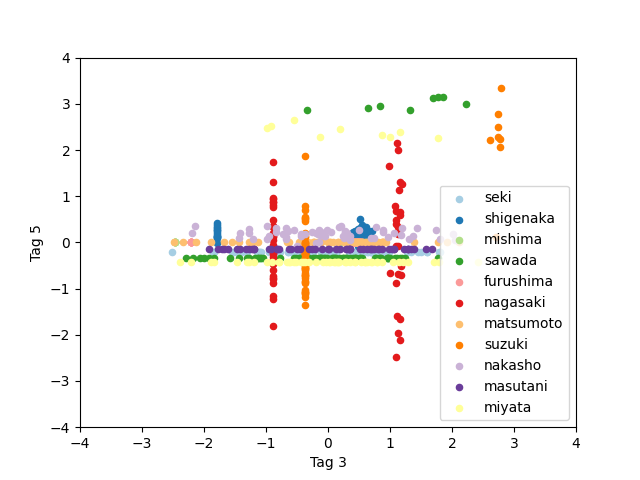 4
3
2
1
0
−1
−2
−3
−4
Tag 5
−4
−3
−2
−1
0
1
2
3
4
Tag 3
seki
shigenaka
mishima
sawada
furushima
nagasaki
matsumoto
suzuki
nakasho
masutani
miyata